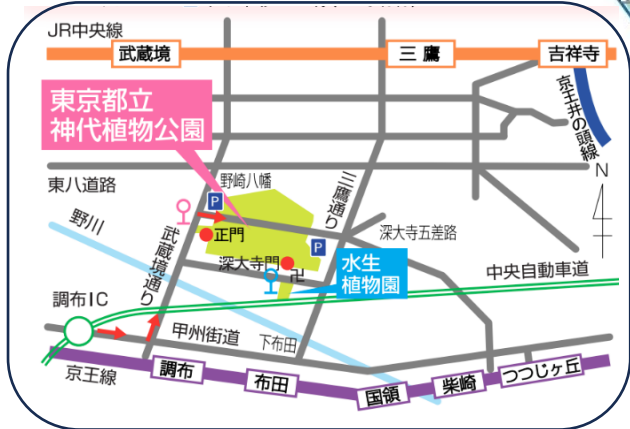 JR中央線
武蔵境
三鷹
吉祥寺
京王井の頭線
東京都立
神代植物公園
N
東八道路
野崎八幡
三鷹通り
P
野川
武蔵境通り
正門
P
深大寺五差路
深大寺門
卍
水生
植物園
中央自動車道
調布IC
甲州街道
下布田
京王線
調布
布田
国領
柴崎
つつじヶ丘